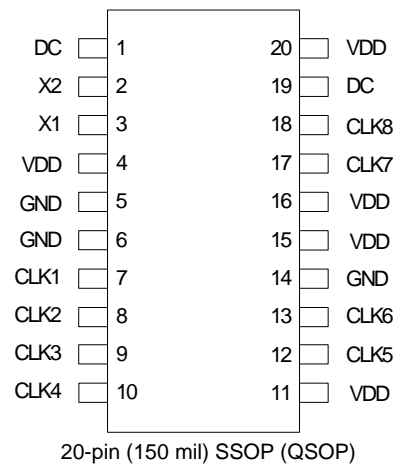 DC 1 20 VDD
X2 2 19 DC
X1 3 18 CLK8
VDD 4 17 CLK7
GND 5 16 VDD
GND 6 15 VDD
CLK1 7 14 GND
CLK2 8 13 CLK6
CLK3 9 12 CLK5
CLK4 10 11 VDD
20-pin (150 mil) SSOP (QSOP)